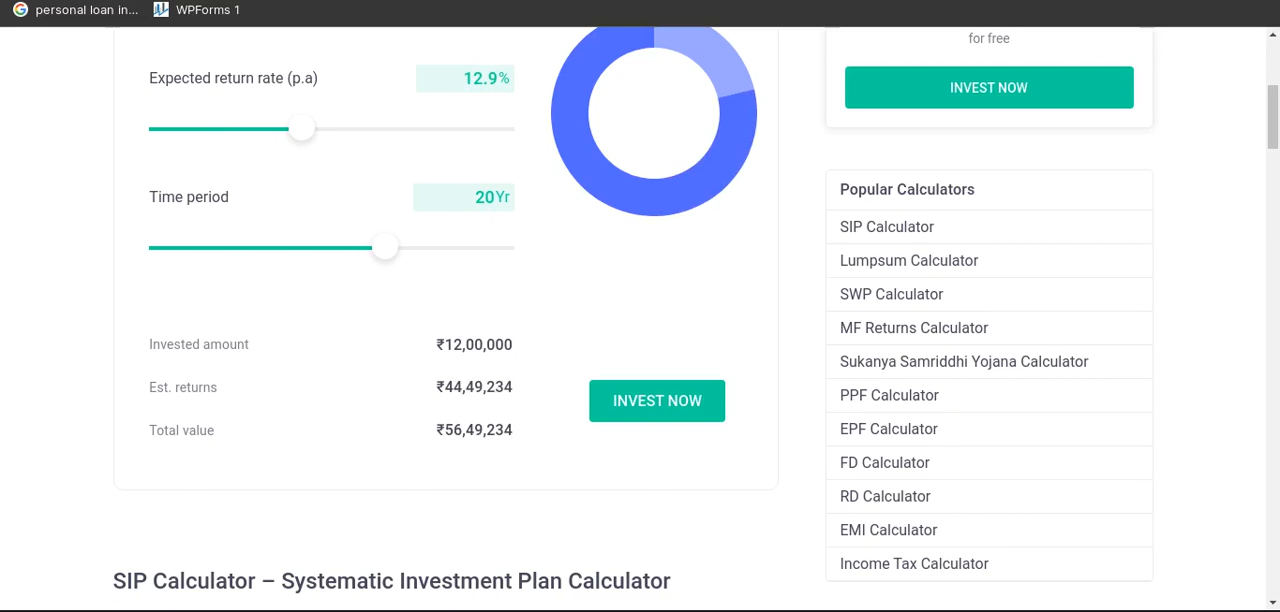 personal loan in...
WPForms 1
Expected return rate (p.a)
12.9%
Time period
20Yr
Invested amount
₹12,00,000
Est. returns
₹44,49,234
Total value
₹56,49,234
INVEST NOW
for free
INVEST NOW
Popular Calculators
SIP Calculator
Lumpsum Calculator
SWP Calculator
MF Returns Calculator
Sukanya Samriddhi Yojana Calculator
PPF Calculator
EPF Calculator
FD Calculator
RD Calculator
EMI Calculator
Income Tax Calculator
SIP Calculator – Systematic Investment Plan Calculator